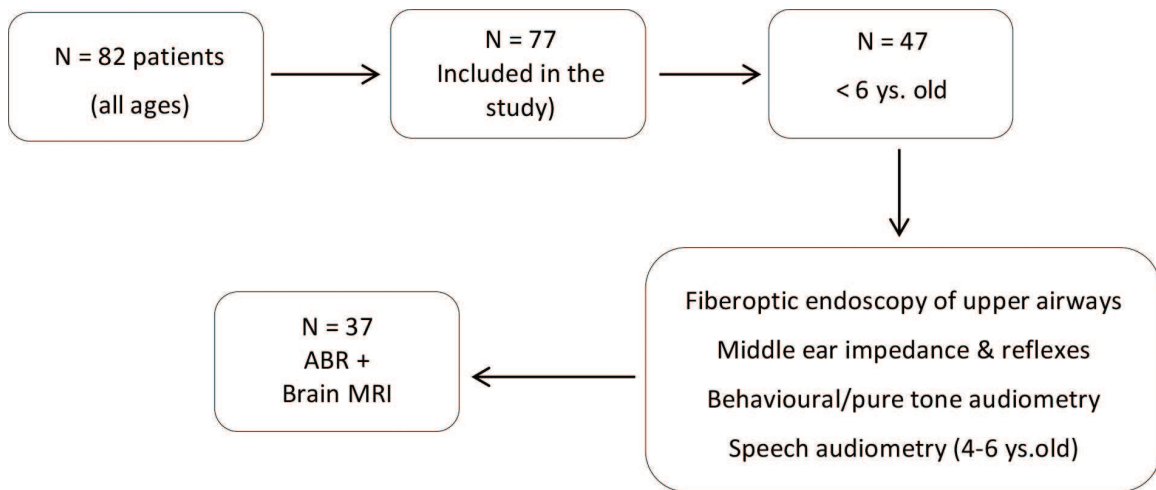 N = 82 patients
(all ages)
N = 77
Included in the
study)
N = 47
< 6 ys. old
Fiberoptic endoscopy of upper airways
Middle ear impedance & reflexes
Behavioural/pure tone audiometry
Speech audiometry (4-6 ys.old)
N = 37
ABR +
Brain MRI